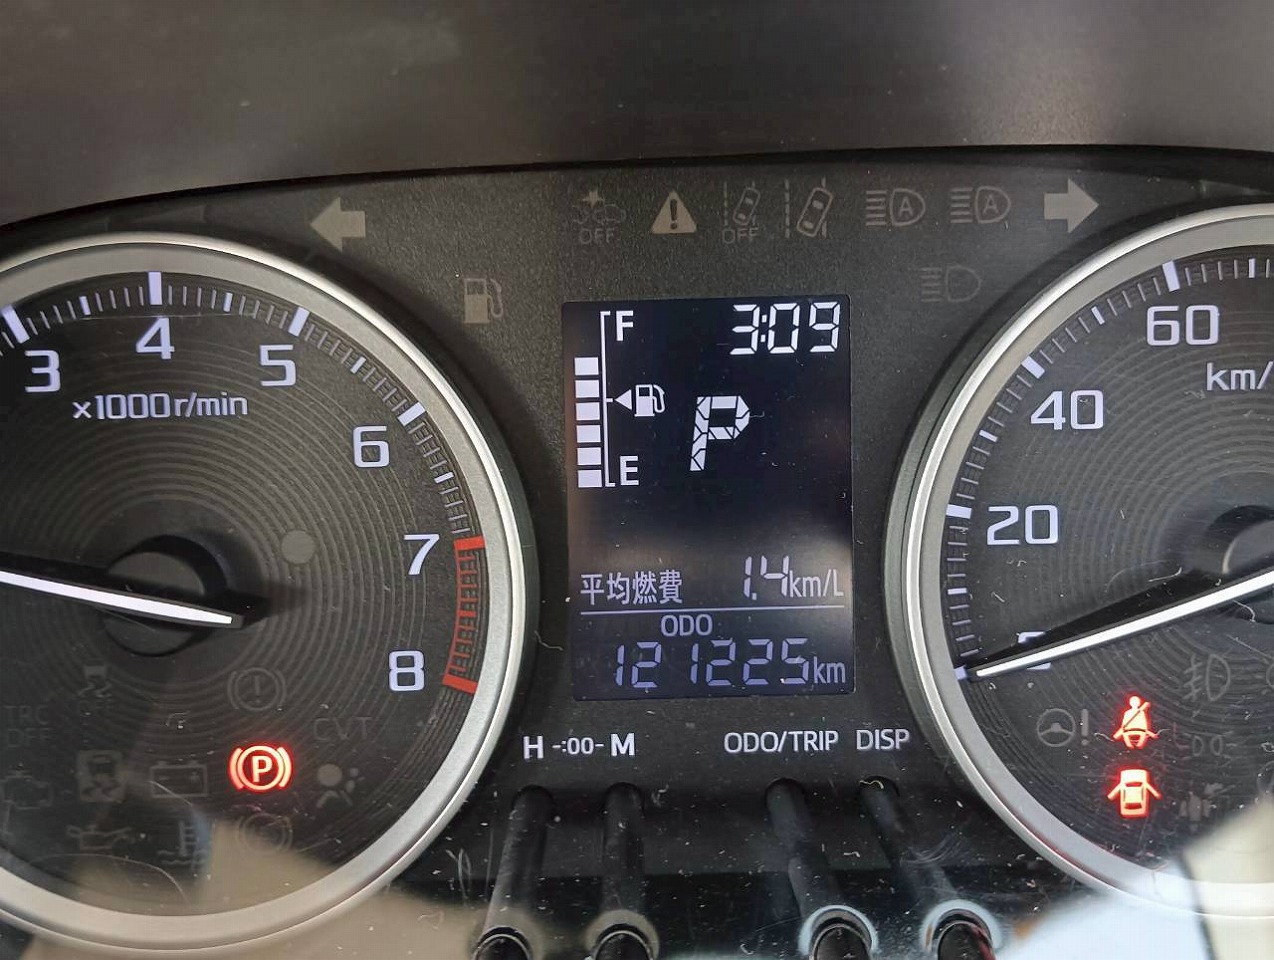 OFF
OFF
A
A
F
3:09
3
4
5
x1000r/min
6
P
E
60
km/
40
7
20
平均燃費 1.4km/L
ODO
121225km
8
TRC
OFF
CVT
P
H -:00- M
ODO/TRIP DISP